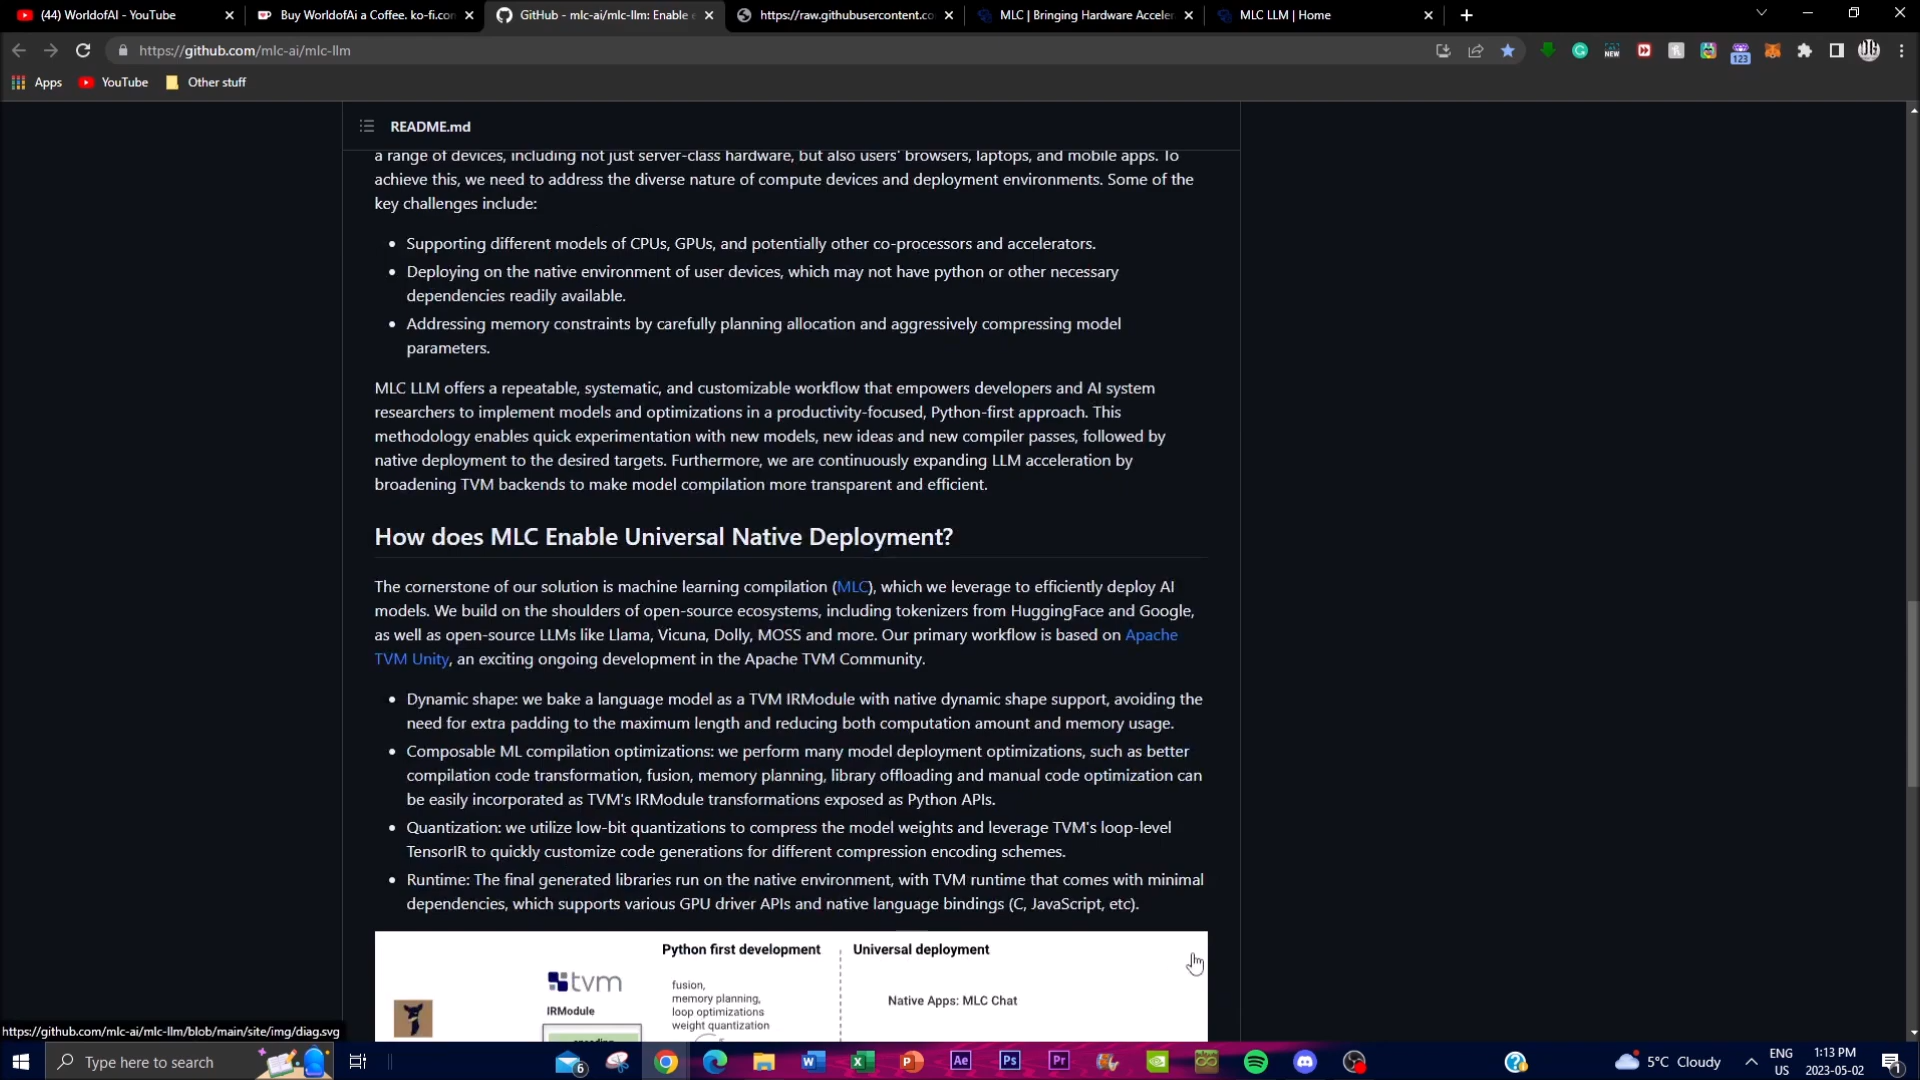 (44) WorldofAI - YouTube
Buy WorldofAi a Coffee. ko-fi.com
GitHub - mlc-ai/mlc-llm: Enable e
https://raw.githubusercontent.co
MLC | Bringing Hardware Acceler
MLC LLM | Home
https://github.com/mlc-ai/mlc-llm
NEW
123
Apps
YouTube
Other stuff
README.md
a range of devices, including not just server-class hardware, but also users' browsers, laptops, and mobile apps. To
achieve this, we need to address the diverse nature of compute devices and deployment environments. Some of the
key challenges include:
• Supporting different models of CPUs, GPUs, and potentially other co-processors and accelerators.
• Deploying on the native environment of user devices, which may not have python or other necessary
dependencies readily available.
• Addressing memory constraints by carefully planning allocation and aggressively compressing model
parameters.
MLC LLM offers a repeatable, systematic, and customizable workflow that empowers developers and AI system
researchers to implement models and optimizations in a productivity-focused, Python-first approach. This
methodology enables quick experimentation with new models, new ideas and new compiler passes, followed by
native deployment to the desired targets. Furthermore, we are continuously expanding LLM acceleration by
broadening TVM backends to make model compilation more transparent and efficient.
How does MLC Enable Universal Native Deployment?
The cornerstone of our solution is machine learning compilation (MLC), which we leverage to efficiently deploy AI
models. We build on the shoulders of open-source ecosystems, including tokenizers from HuggingFace and Google,
as well as open-source LLMs like Llama, Vicuna, Dolly, MOSS and more. Our primary workflow is based on Apache
TVM Unity, an exciting ongoing development in the Apache TVM Community.
• Dynamic shape: we bake a language model as a TVM IRModule with native dynamic shape support, avoiding the
need for extra padding to the maximum length and reducing both computation amount and memory usage.
• Composable ML compilation optimizations: we perform many model deployment optimizations, such as better
compilation code transformation, fusion, memory planning, library offloading and manual code optimization can
be easily incorporated as TVM's IRModule transformations exposed as Python APIs.
• Quantization: we utilize low-bit quantizations to compress the model weights and leverage TVM's loop-level
TensorIR to quickly customize code generations for different compression encoding schemes.
• Runtime: The final generated libraries run on the native environment, with TVM runtime that comes with minimal
dependencies, which supports various GPU driver APIs and native language bindings (C, JavaScript, etc).
Python first development
Universal deployment
tvm
IRModule
fusion,
memory planning,
loop optimizations
weight quantization
Native Apps: MLC Chat
https://github.com/mlc-ai/mlc-llm/blob/main/site/img/diag.svg
Type here to search
6
Ae
Ps
Pr
5°C Cloudy
ENG
US
1:13 PM
2023-05-02
1